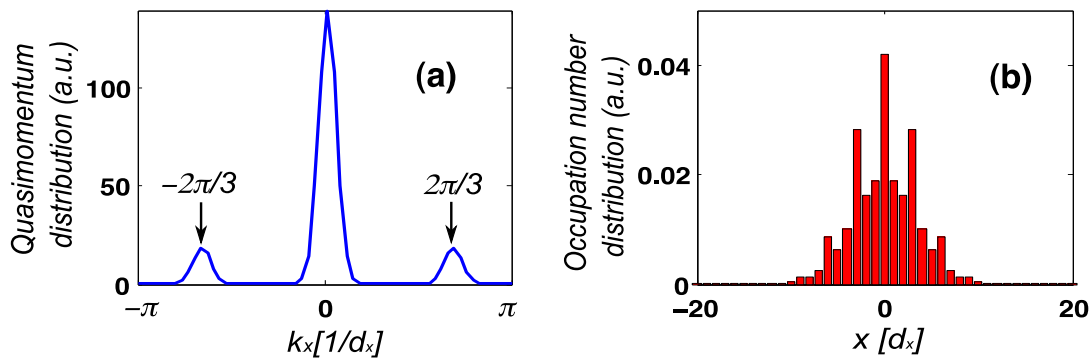 Quasimomentum
distribution (a.u.)
100
50
0
(a)
−2π/3
2π/3
−π
0
π
kₓ[1/dₓ]
Occupation number
distribution (a.u.)
0.04
0.02
0
(b)
−20
0
20
x [dₓ]